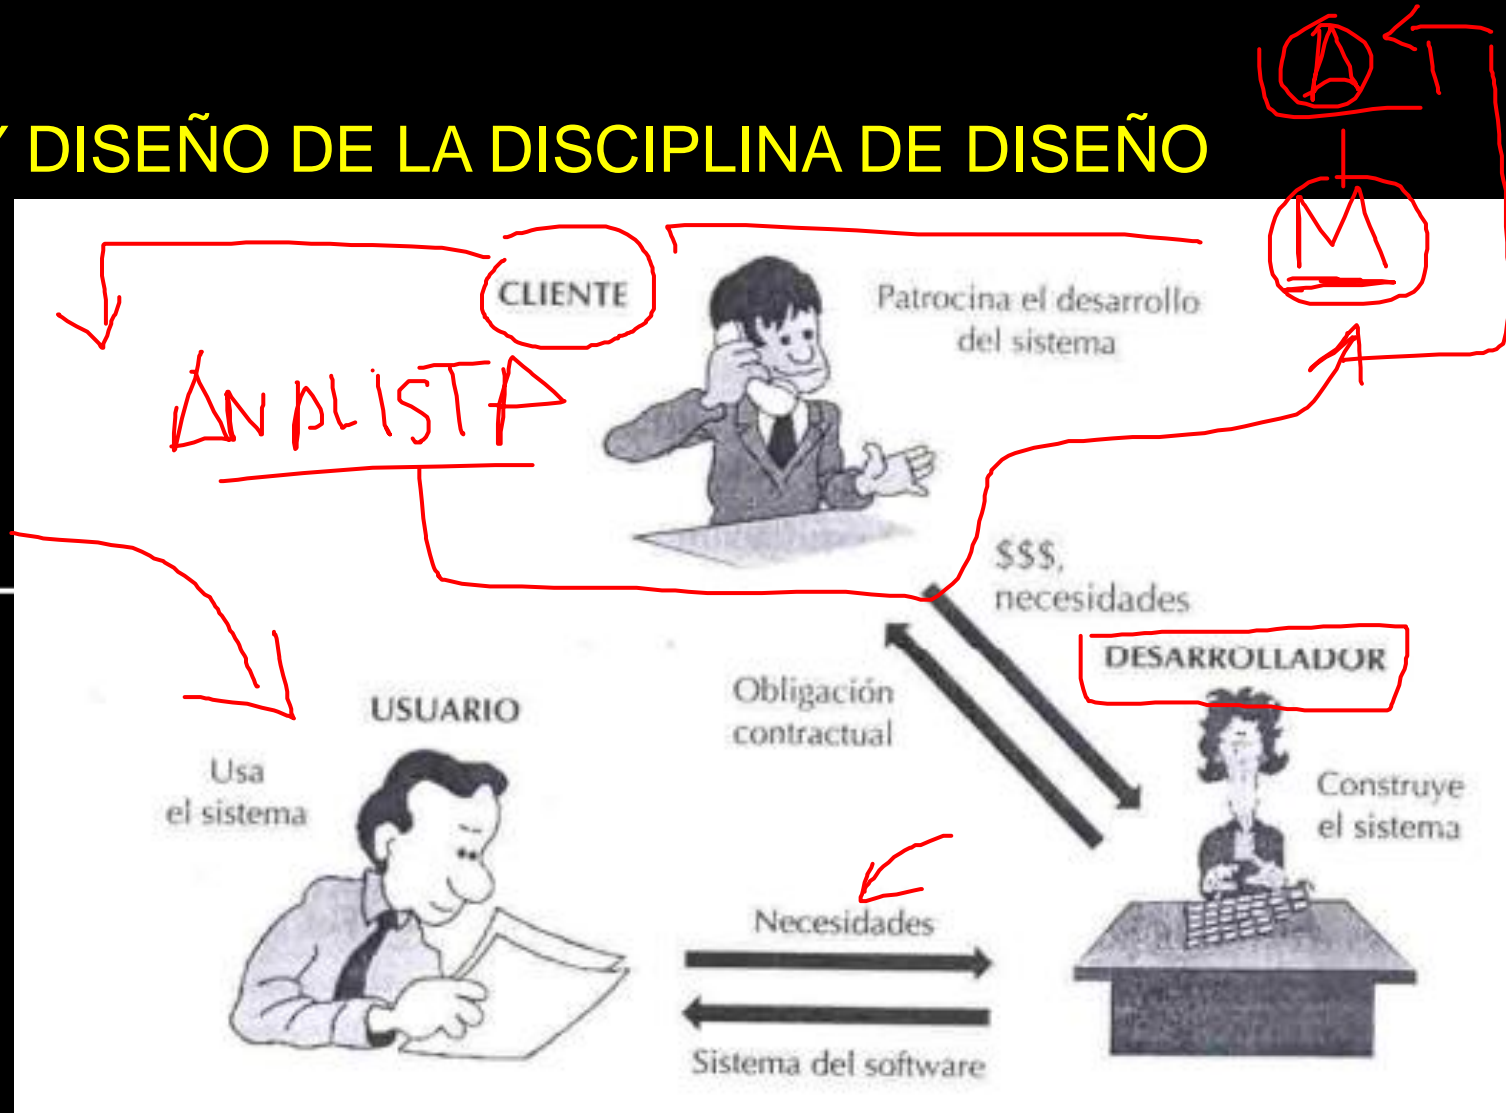 A
Y DISEÑO DE LA DISCIPLINA DE DISEÑO
M
CLIENTE
Patrocina el desarrollo
del sistema
ANALISTA
$$$,
necesidades
DESARROLLADOR
Obligación
contractual
USUARIO
Usa
el sistema
Construye
el sistema
Necesidades
Sistema del software